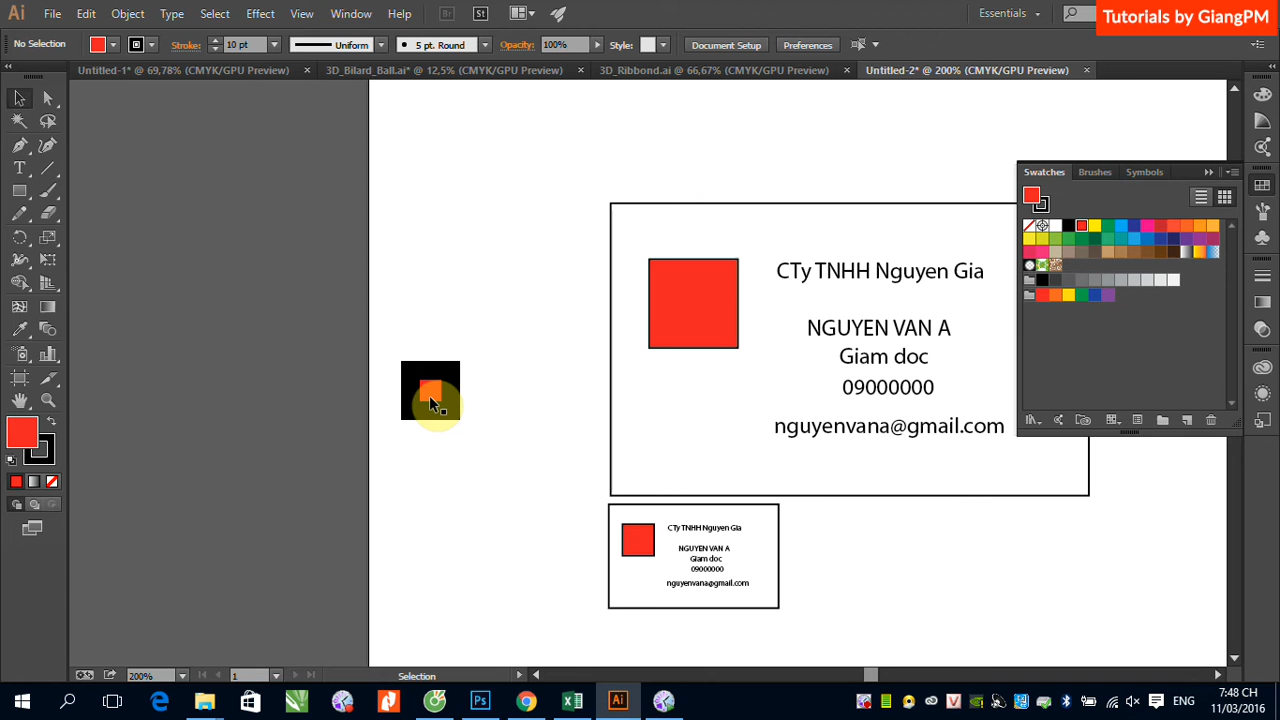 Ai File Edit Object Type Select Effect View Window Help Br St Essentials
Tutorials by GiangPM
No Selection Stroke: 10 pt Uniform 5 pt. Round Opacity: 100% Style: Document Setup Preferences
Untitled-1* @ 69,78% (CMYK/GPU Preview) × 3D_Bilard_Ball.ai* @ 12,5% (CMYK/GPU Preview) × 3D_Ribbond.ai @ 66,67% (CMYK/GPU Preview) × Untitled-2* @ 200% (CMYK/GPU Preview) ×
Swatches Brushes Symbols
CTy TNHH Nguyen Gia
NGUYEN VAN A
Giam doc
09000000
nguyenvana@gmail.com
CTy TNHH Nguyen Gia
NGUYEN VAN A
Giam doc
09000000
nguyenvana@gmail.com
200% 1 Selection
Ps Ai ENG 7:48 CH
11/03/2016